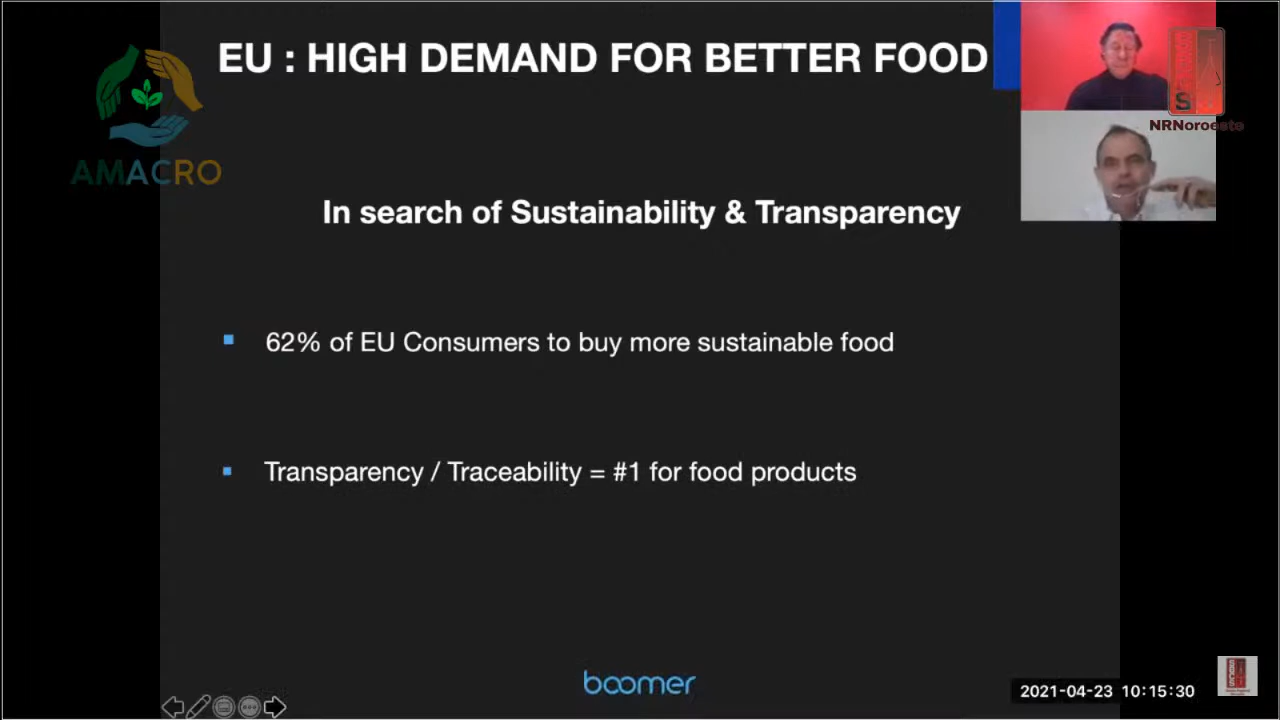 EU : HIGH DEMAND FOR BETTER FOOD
AMACRO
NRNoroeste
In search of Sustainability & Transparency
62% of EU Consumers to buy more sustainable food
Transparency / Traceability = #1 for food products
boomer
2021-04-23 10:15:30